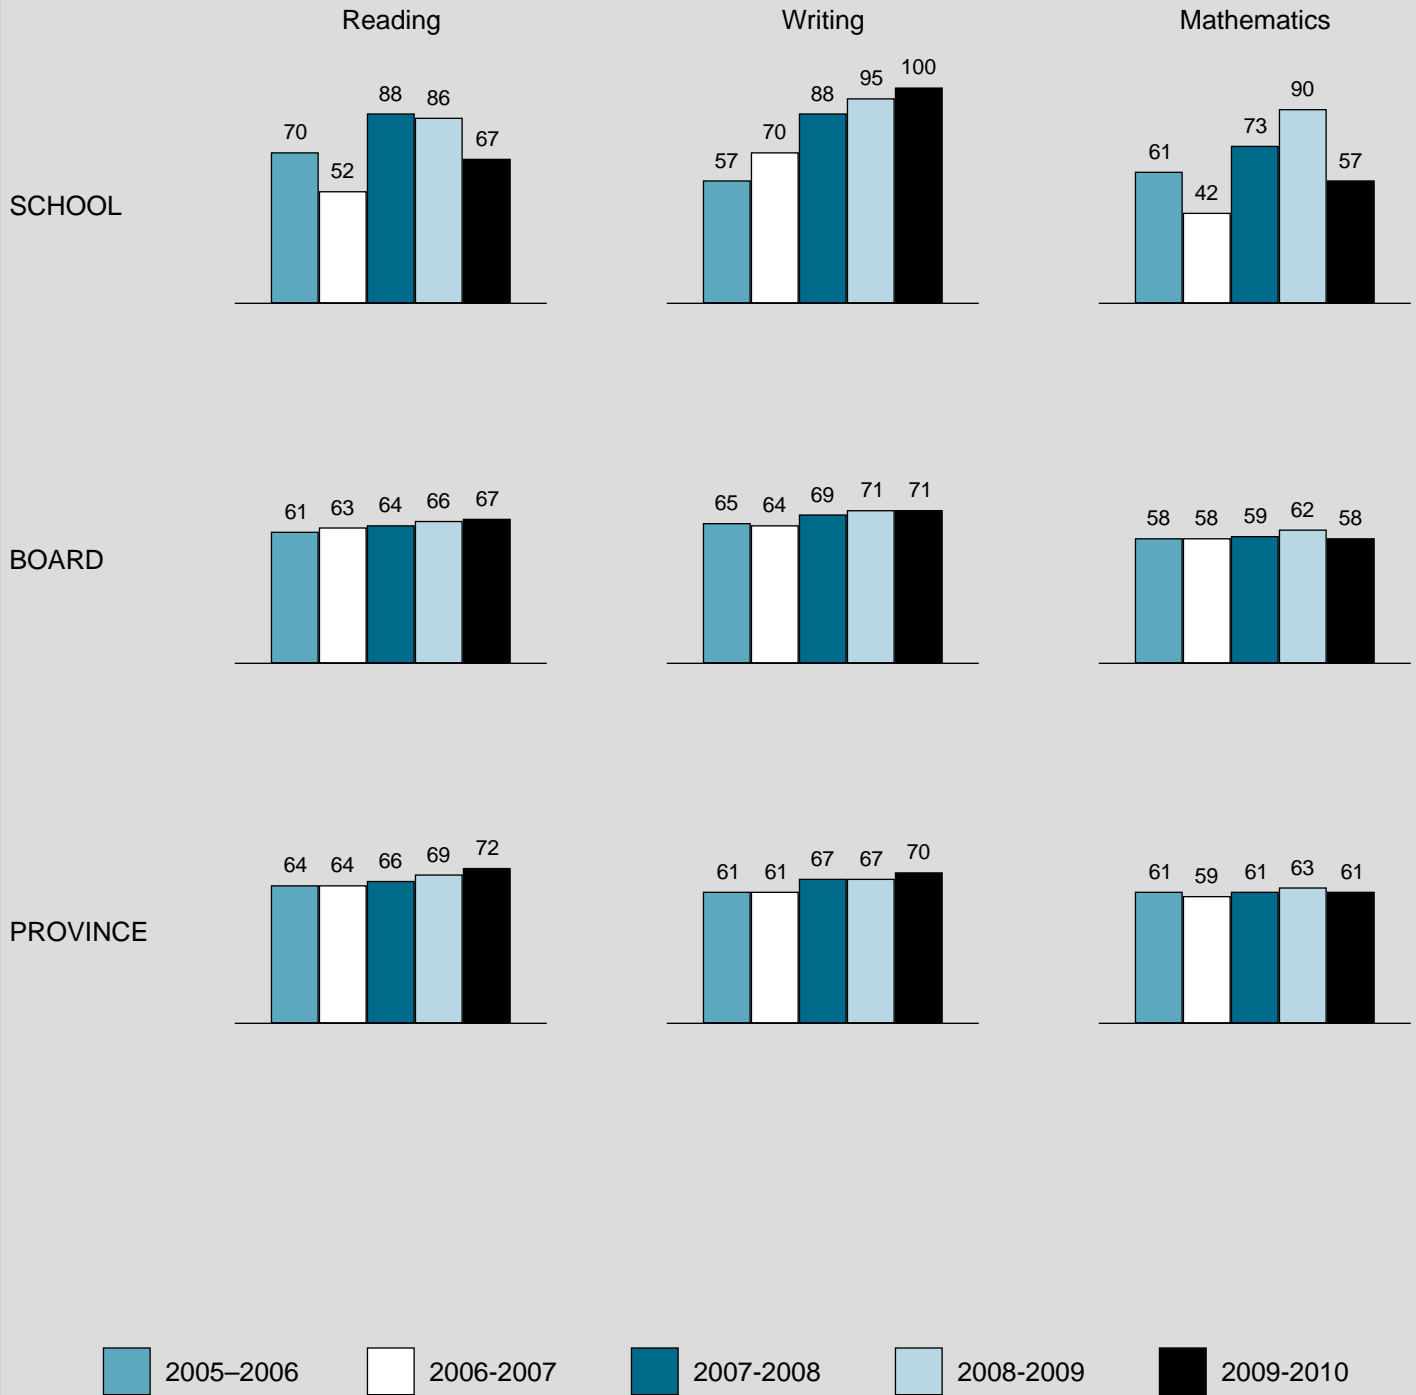 Reading Writing Mathematics
SCHOOL
70 52 88 86 67
57 70 88 95 100
61 42 73 90 57
BOARD
61 63 64 66 67
65 64 69 71 71
58 58 59 62 58
PROVINCE
64 64 66 69 72
61 61 67 67 70
61 59 61 63 61
2005–2006 2006-2007 2007-2008 2008-2009 2009-2010